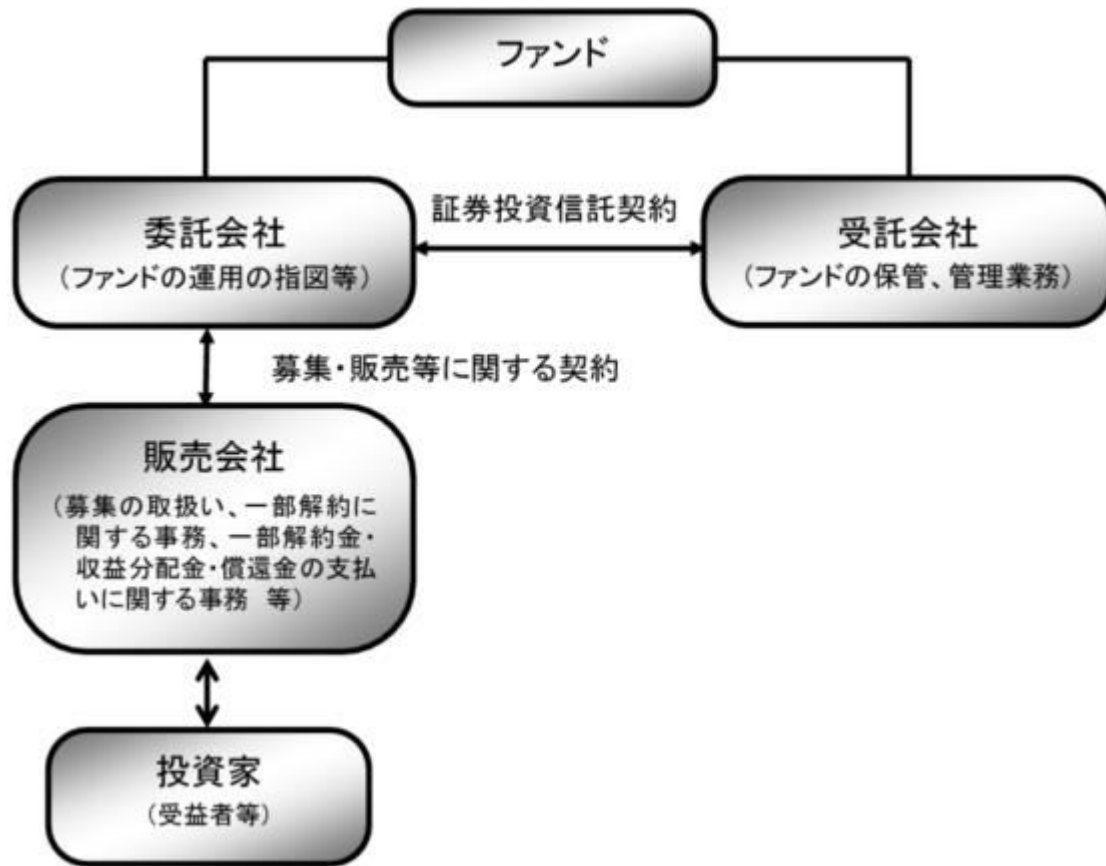 ファンド
委託会社
（ファンドの運用の指図等）
証券投資信託契約
受託会社
（ファンドの保管、管理業務）
募集・販売等に関する契約
販売会社
（募集の取扱い、一部解約に
関する事務、一部解約金・
収益分配金・償還金の支払
いに関する事務　等）
投資家
（受益者等）